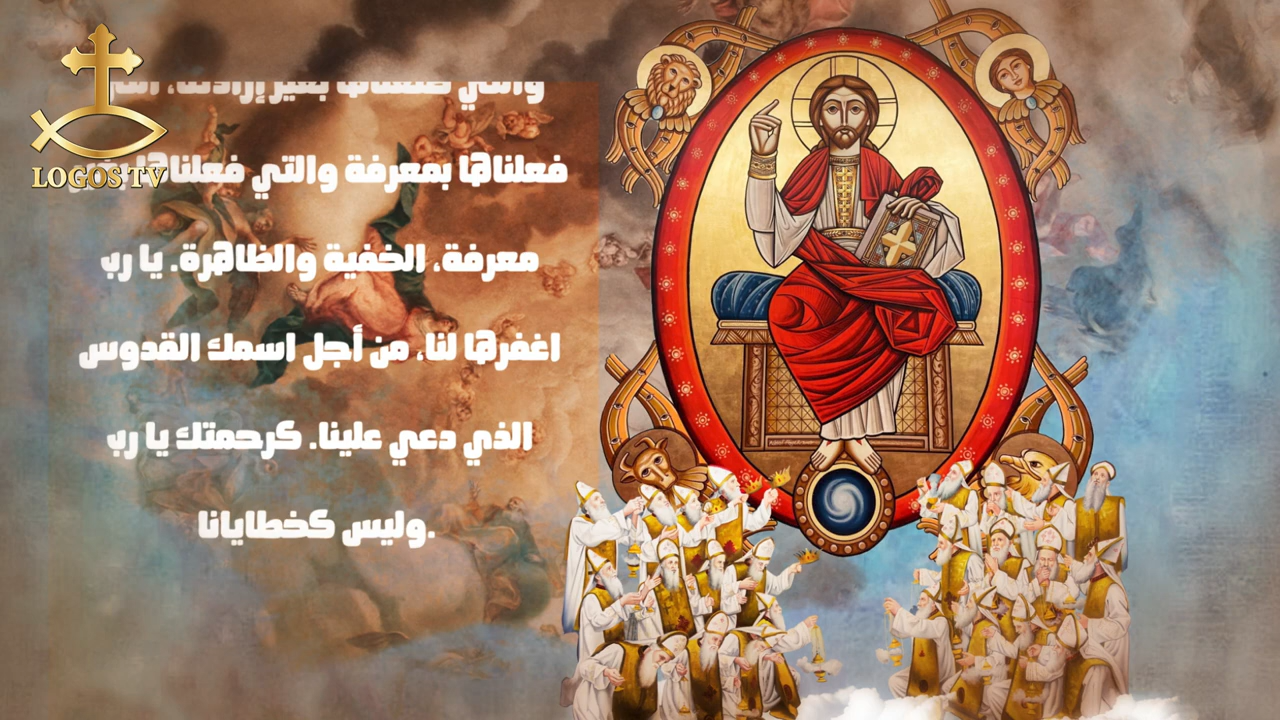 LOGOS TV
بغير إرادتنا،
فعلناها بمعرفة والتي فعلناها
معرفة، الخفية والظاهرة. يا رب
اغفرها لنا، من أجل اسمك القدوس
الذي دعي علينا. كرحمتك يا رب
وليس كخطايانا.